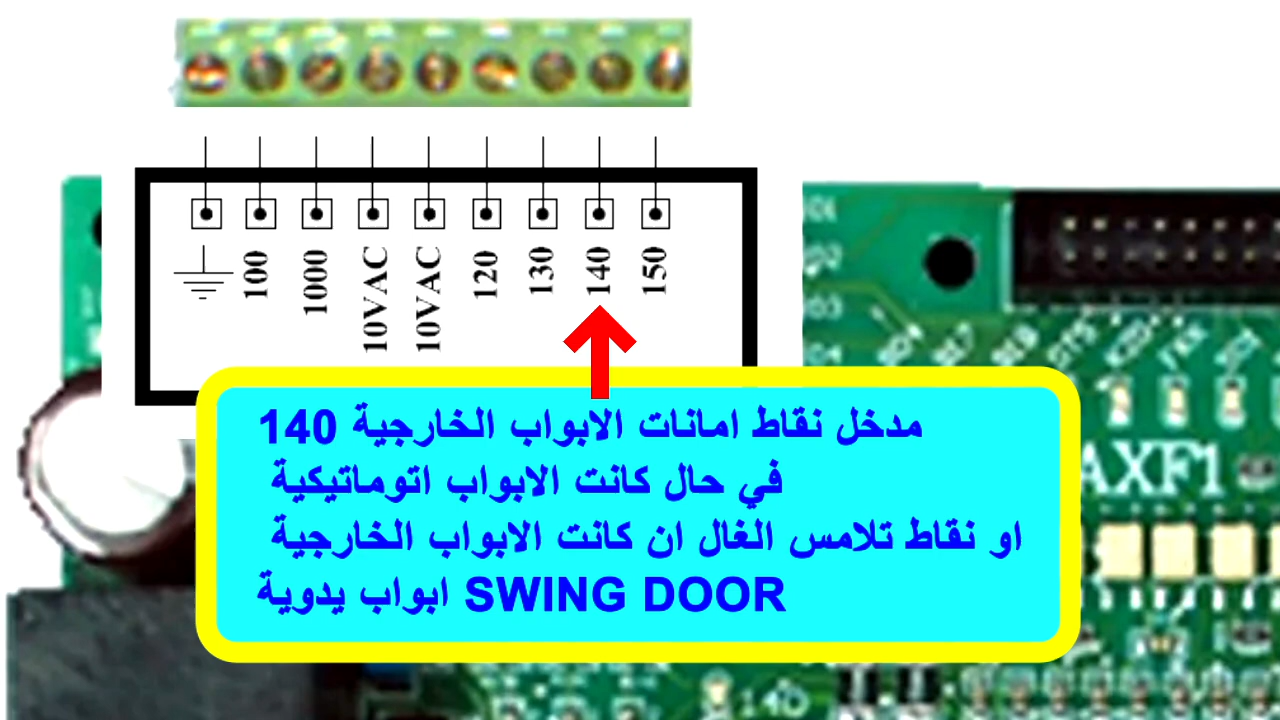 100
1000
10VAC
10VAC
120
130
140
150
مدخل نقاط امانات الابواب الخارجية 140
في حال كانت الابواب اتوماتيكية
او نقاط تلامس الغال ان كانت الابواب الخارجية
ابواب يدوية SWING DOOR
AXF1
140